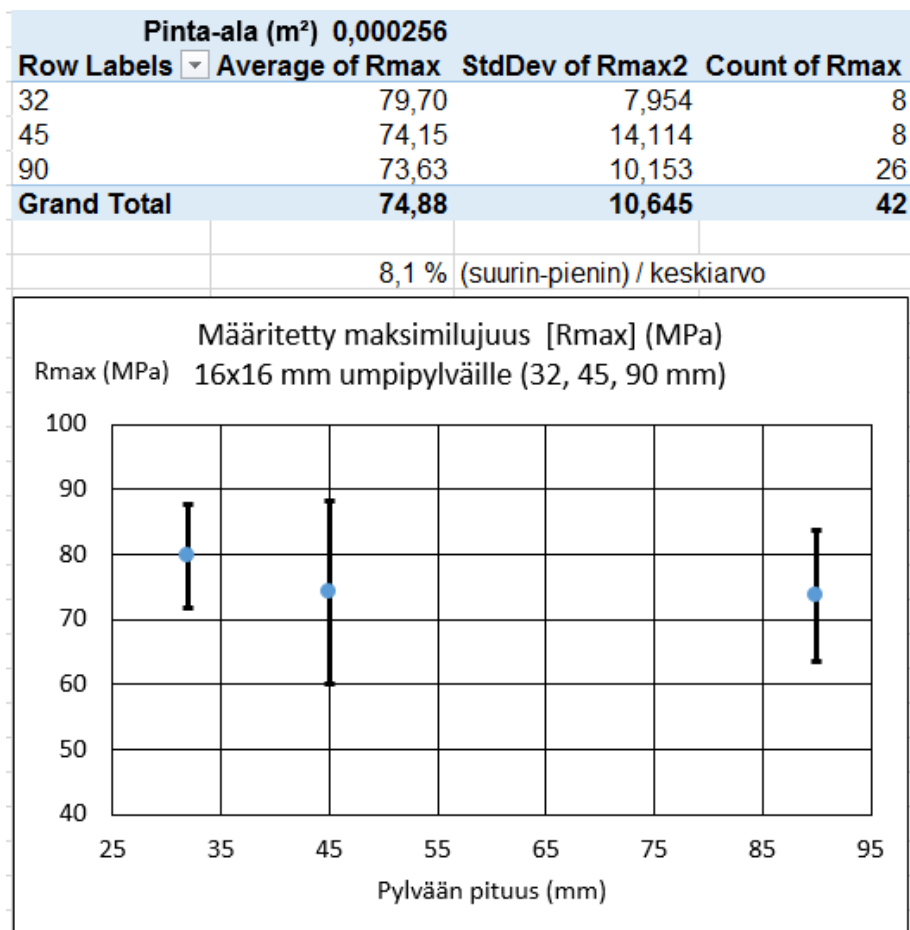 Pinta-ala (m²) 0,000256
Row Labels Average of Rmax StdDev of Rmax2 Count of Rmax
32 79,70 7,954 8
45 74,15 14,114 8
90 73,63 10,153 26
Grand Total 74,88 10,645 42
8,1 % (suurin-pienin) / keskiarvo
Määritetty maksimilujuus [Rmax] (MPa)
Rmax (MPa) 16x16 mm umpipylväille (32, 45, 90 mm)
100
90
80
70
60
50
40
25 35 45 55 65 75 85 95
Pylvään pituus (mm)